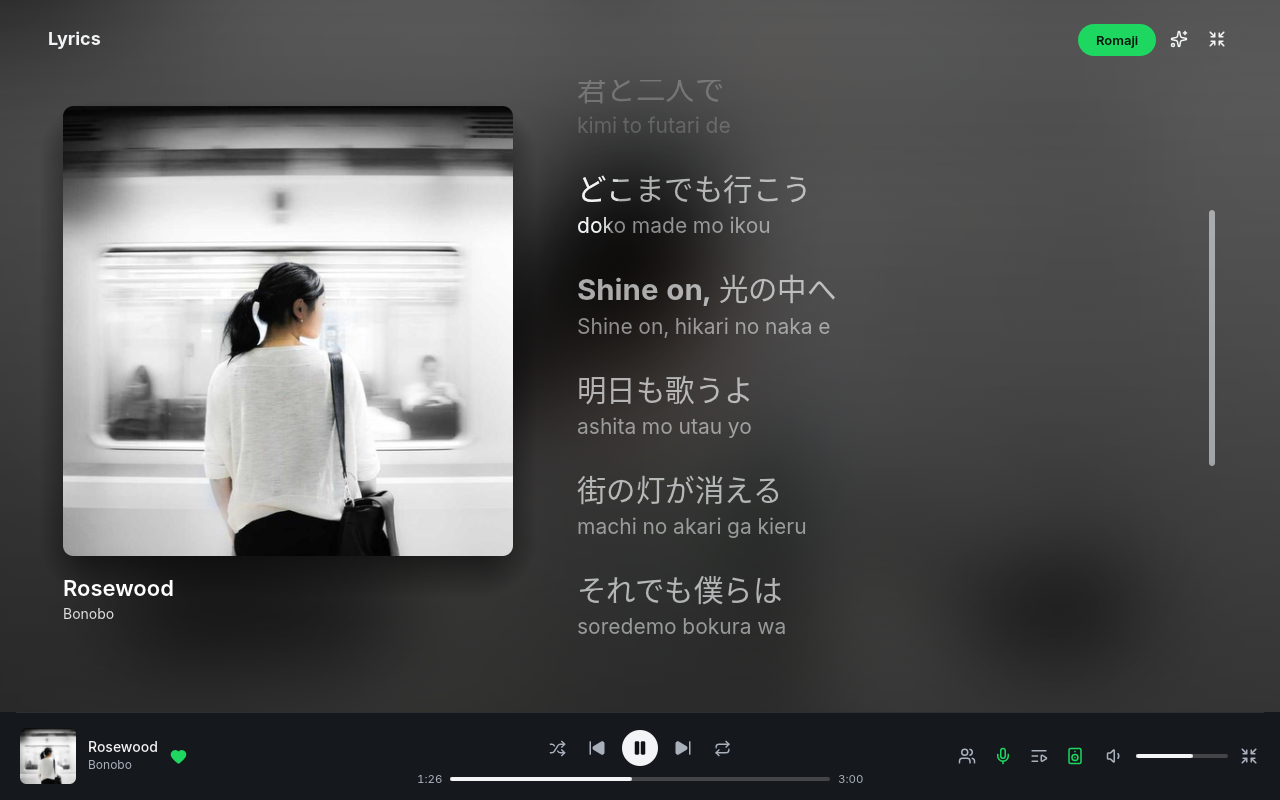 Lyrics
Romaji
君と二人で
kimi to futari de
どこまでも行こう
doko made mo ikou
Shine on, 光の中へ
Shine on, hikari no naka e
明日も歌うよ
ashita mo utau yo
街の灯が消える
machi no akari ga kieru
それでも僕らは
soredemo bokura wa
Rosewood
Bonobo
Rosewood
Bonobo
1:26
3:00